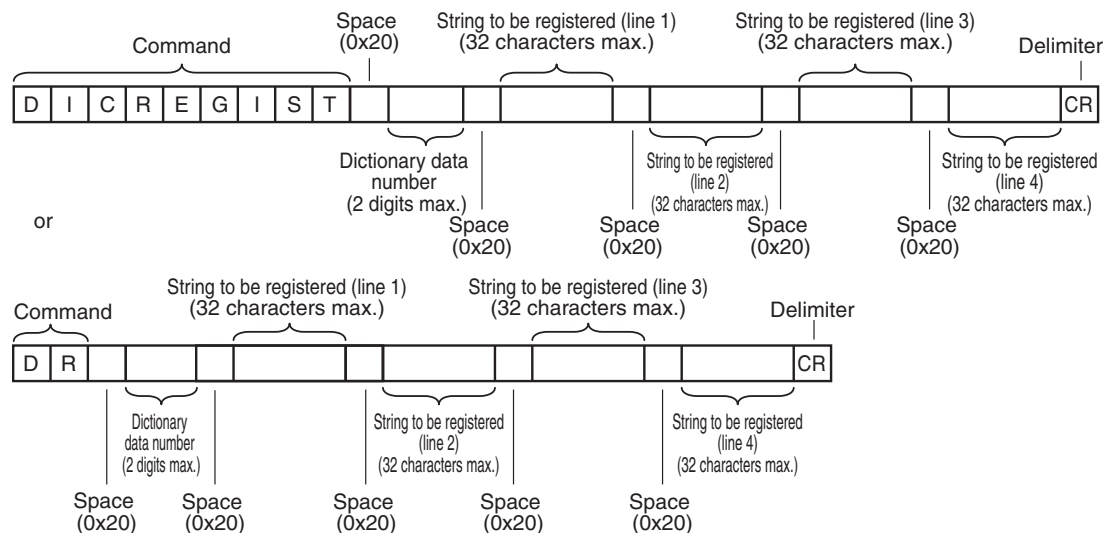 Space
(0x20)
String to be registered (line 1)
(32 characters max.)
String to be registered (line 3)
(32 characters max.)
Command
Delimiter
D I C R E G I S T CR
Dictionary data
number
(2 digits max.)
String to be registered
(line 2)
(32 characters max.)
String to be registered
(line 4)
(32 characters max.)
Space
(0x20)
Space
(0x20)
Space
(0x20)
Space
(0x20)
or
String to be registered (line 1)
(32 characters max.)
String to be registered (line 3)
(32 characters max.)
Command
Delimiter
D R CR
Dictionary
data number
(2 digits max.)
String to be registered
(line 2)
(32 characters max.)
String to be registered
(line 4)
(32 characters max.)
Space
(0x20)
Space
(0x20)
Space
(0x20)
Space
(0x20)
Space
(0x20)